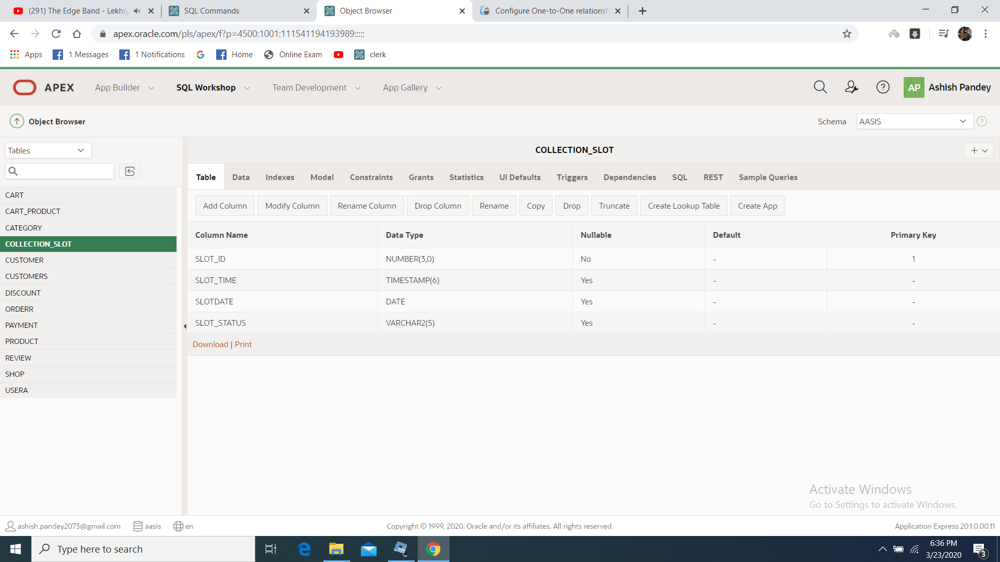 (291) The Edge Band - Lekhiy
SQL Commands
Object Browser
Configure One-to-One relationsh
apex.oracle.com/pls/apex/f?p=4500:1001:111541194193989:::::
Apps
1 Messages
1 Notifications
Home
Online Exam
clerk
APEX
App Builder
SQL Workshop
Team Development
App Gallery
AP
Ashish Pandey
Object Browser
Schema
AASIS
Tables
COLLECTION_SLOT
Table
Data
Indexes
Model
Constraints
Grants
Statistics
UI Defaults
Triggers
Dependencies
SQL
REST
Sample Queries
CART
CART_PRODUCT
CATEGORY
COLLECTION_SLOT
CUSTOMER
CUSTOMERS
DISCOUNT
ORDERR
PAYMENT
PRODUCT
REVIEW
SHOP
USERA
Add Column
Modify Column
Rename Column
Drop Column
Rename
Copy
Drop
Truncate
Create Lookup Table
Create App
Column Name Data Type Nullable Default Primary Key
SLOT_ID NUMBER(3,0) No - 1
SLOT_TIME TIMESTAMP(6) Yes - -
SLOTDATE DATE Yes - -
SLOT_STATUS VARCHAR2(5) Yes - -
Download | Print
Activate Windows
Go to Settings to activate Windows.
ashish.pandey2073@gmail.com
aasis
en
Copyright © 1999, 2020, Oracle and/or its affiliates. All rights reserved.
Application Express 20.1.0.00.11
Type here to search
6:36 PM
3/23/2020
3